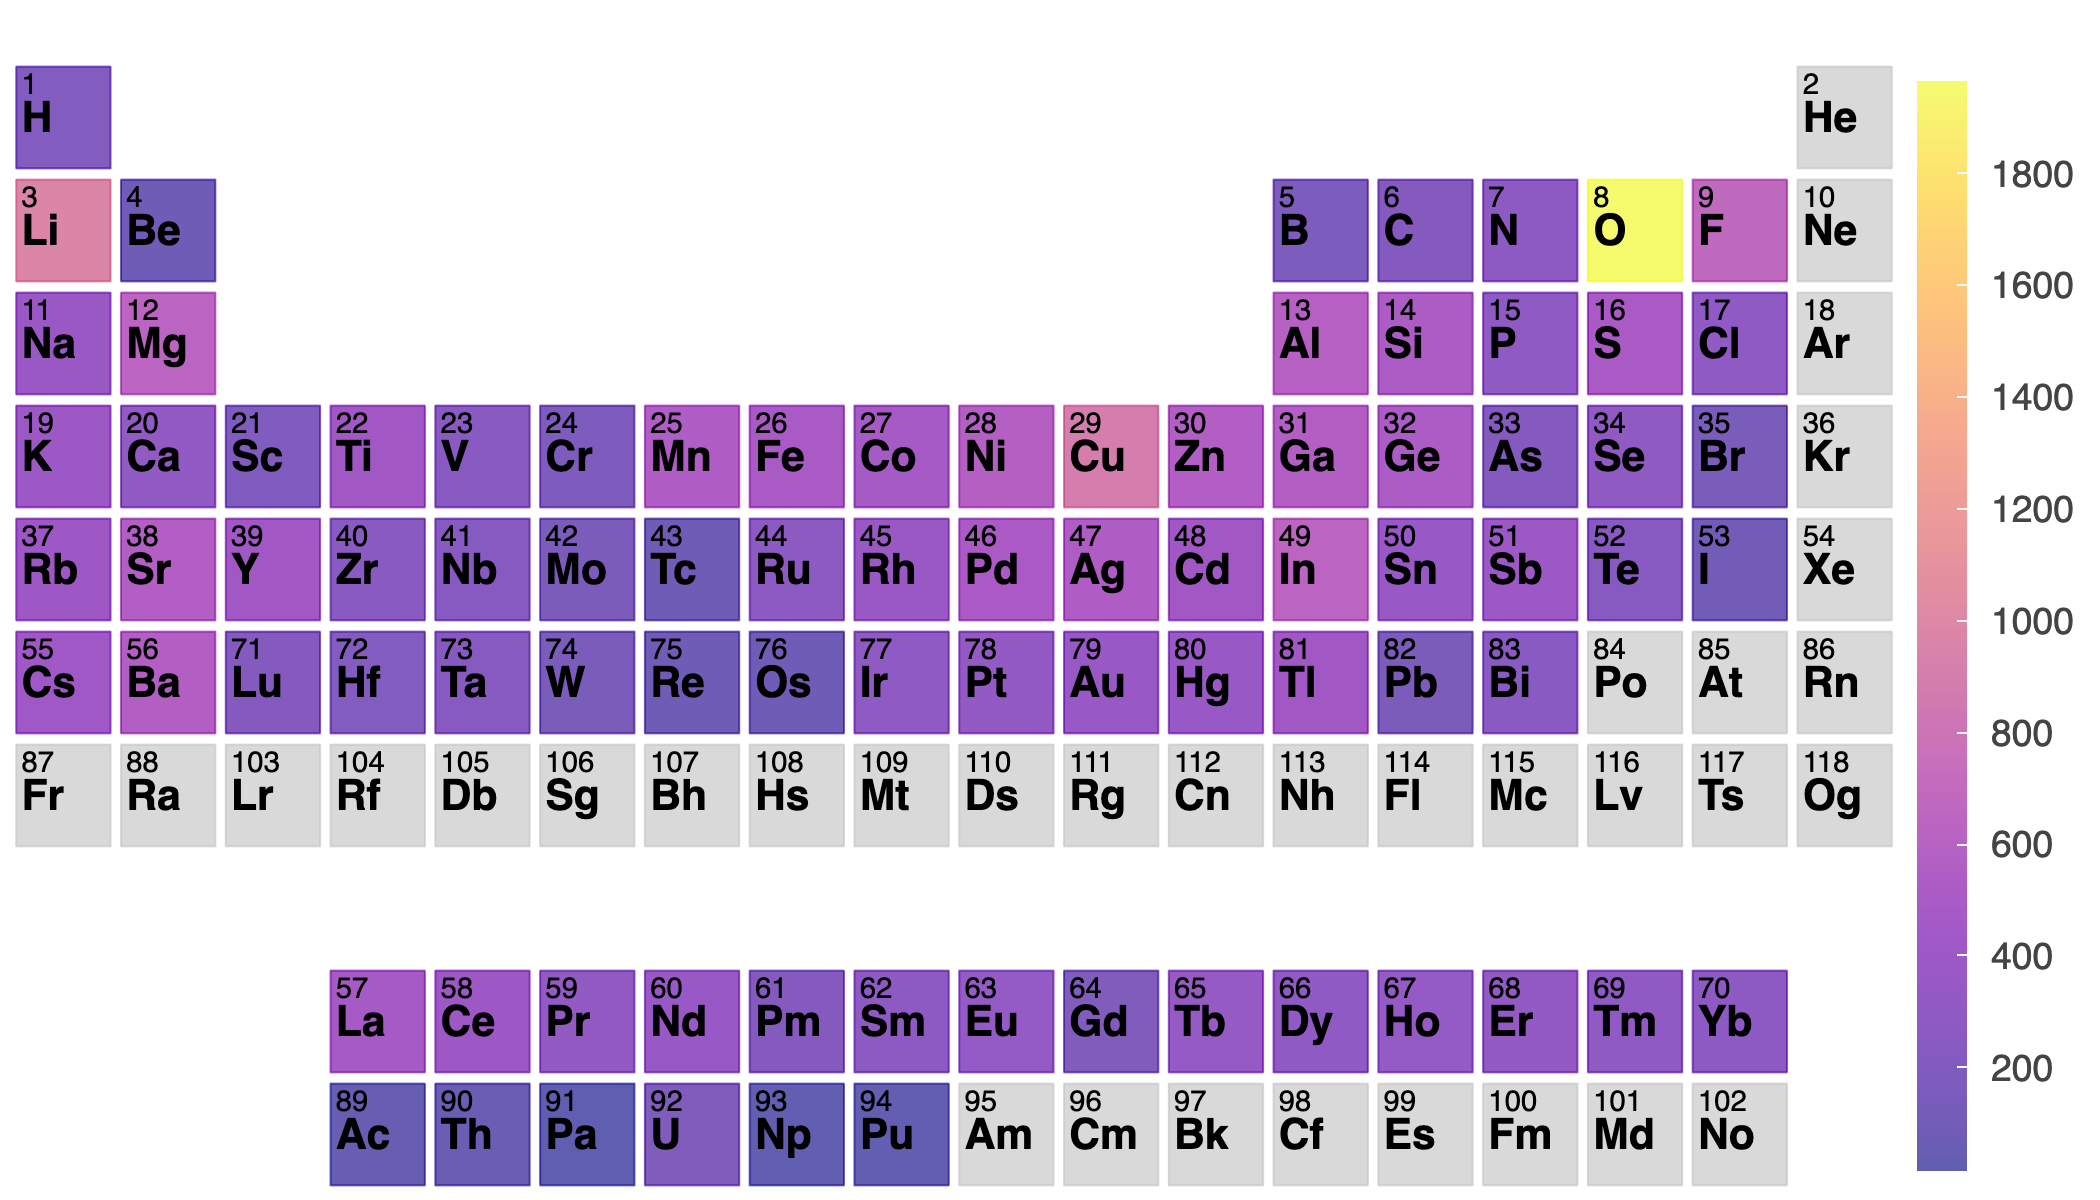 1 2
H He
3 4 5 6 7 8 9 10
Li Be B C N O F Ne
11 12 13 14 15 16 17 18
Na Mg Al Si P S Cl Ar
19 20 21 22 23 24 25 26 27 28 29 30 31 32 33 34 35 36
K Ca Sc Ti V Cr Mn Fe Co Ni Cu Zn Ga Ge As Se Br Kr
37 38 39 40 41 42 43 44 45 46 47 48 49 50 51 52 53 54
Rb Sr Y Zr Nb Mo Tc Ru Rh Pd Ag Cd In Sn Sb Te I Xe
55 56 71 72 73 74 75 76 77 78 79 80 81 82 83 84 85 86
Cs Ba Lu Hf Ta W Re Os Ir Pt Au Hg Tl Pb Bi Po At Rn
87 88 103 104 105 106 107 108 109 110 111 112 113 114 115 116 117 118
Fr Ra Lr Rf Db Sg Bh Hs Mt Ds Rg Cn Nh Fl Mc Lv Ts Og
57 58 59 60 61 62 63 64 65 66 67 68 69 70
La Ce Pr Nd Pm Sm Eu Gd Tb Dy Ho Er Tm Yb
89 90 91 92 93 94 95 96 97 98 99 100 101 102
Ac Th Pa U Np Pu Am Cm Bk Cf Es Fm Md No
1800
1600
1400
1200
1000
800
600
400
200